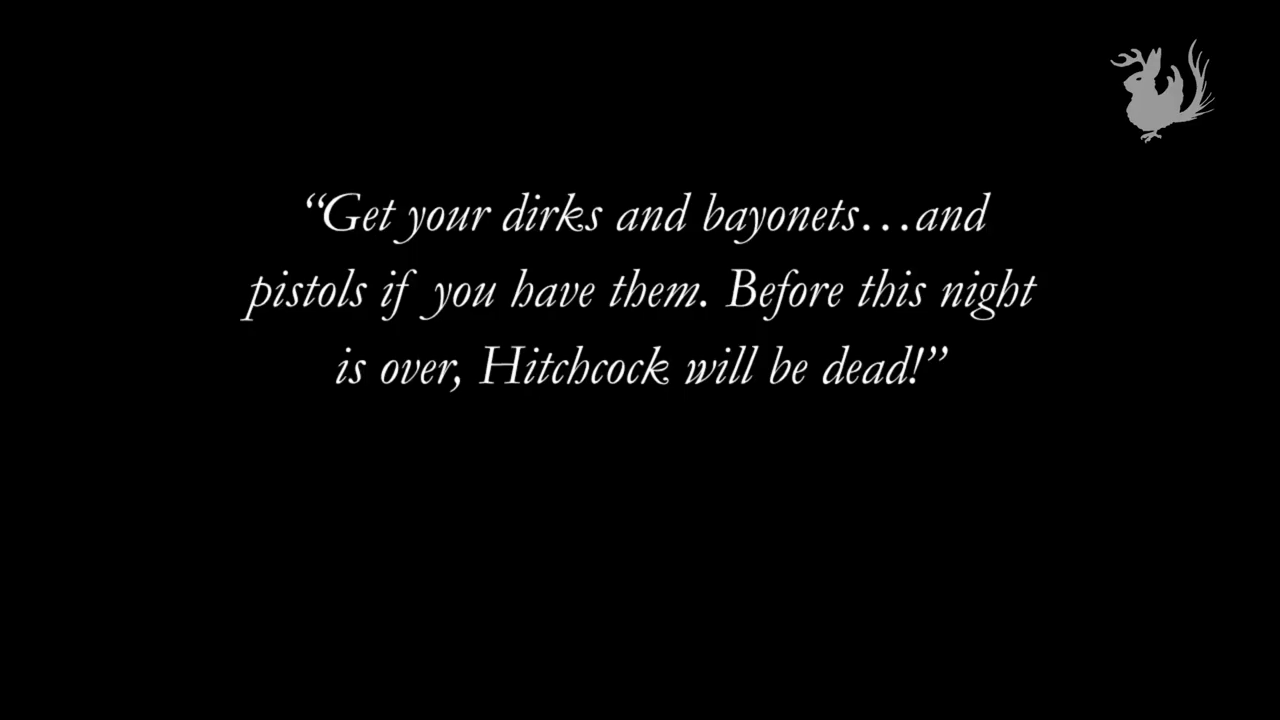 “Get your dirks and bayonets…and
pistols if you have them. Before this night
is over, Hitchcock will be dead!”